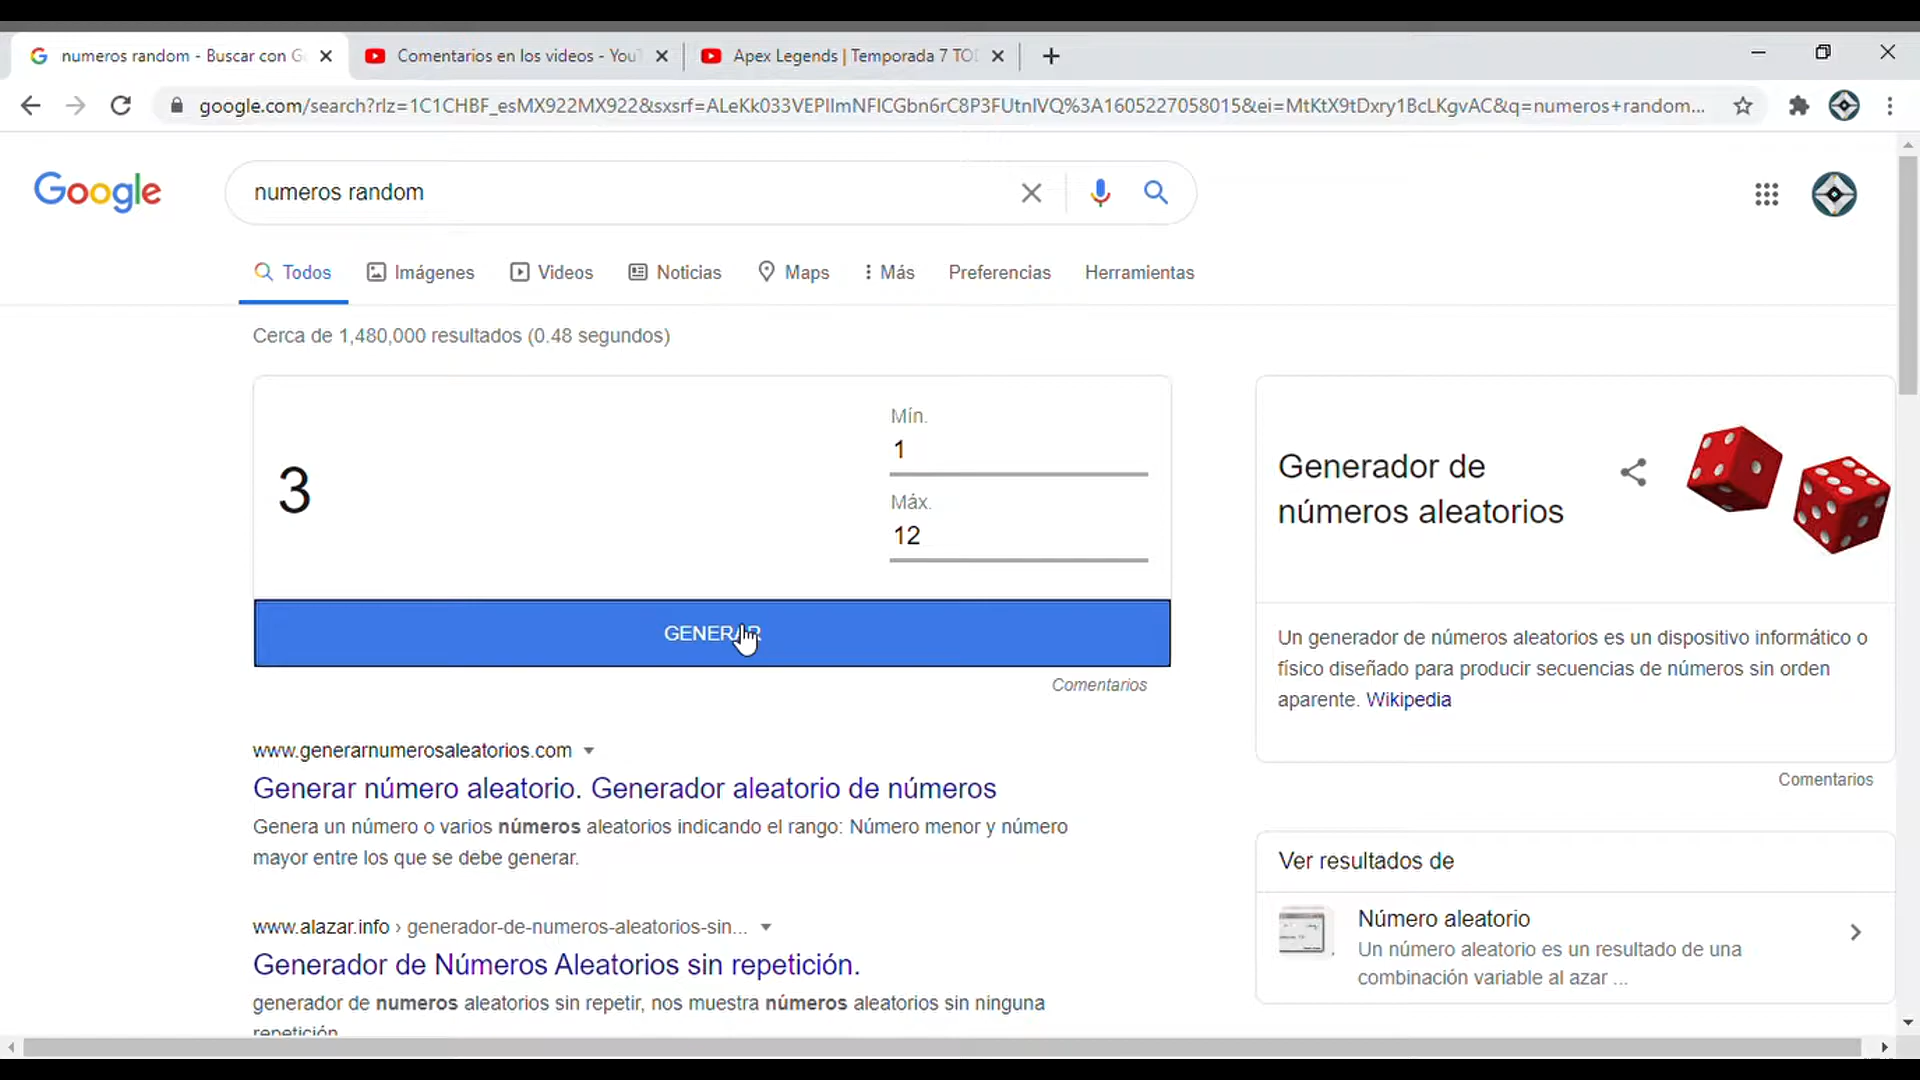 numeros random - Buscar con G
Comentarios en los videos - You
Apex Legends | Temporada 7 TO
google.com/search?rlz=1C1CHBF_esMX922MX922&sxsrf=ALeKk033VEPIlmNFICGbn6rC8P3FUtnIVQ%3A1605227058015&ei=MtKtX9tDxry1BcLKgvAC&q=numeros+random...
Google
numeros random
Todos
Imágenes
Videos
Noticias
Maps
Más
Preferencias
Herramientas
Cerca de 1,480,000 resultados (0.48 segundos)
3
Mín.
1
Máx.
12
GENERAR
Comentarios
www.generarnumerosaleatorios.com
Generar número aleatorio. Generador aleatorio de números
Genera un número o varios números aleatorios indicando el rango: Número menor y número
mayor entre los que se debe generar.
www.alazar.info › generador-de-numeros-aleatorios-sin...
Generador de Números Aleatorios sin repetición.
generador de numeros aleatorios sin repetir, nos muestra números aleatorios sin ninguna
repetición
Generador de
números aleatorios
Un generador de números aleatorios es un dispositivo informático o
físico diseñado para producir secuencias de números sin orden
aparente. Wikipedia
Comentarios
Ver resultados de
Número aleatorio
Un número aleatorio es un resultado de una
combinación variable al azar ...